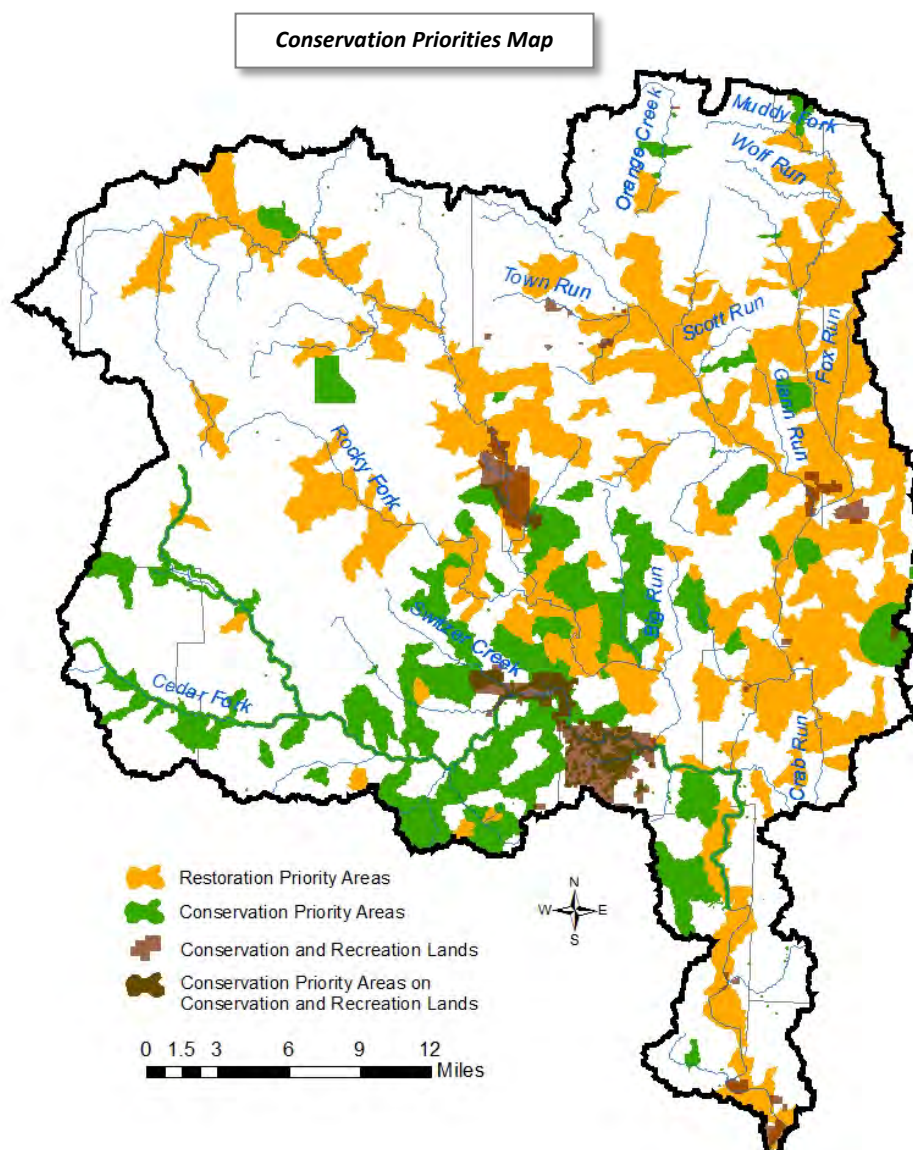 Conservation Priorities Map
Muddy Fork
Orange Creek
Wolf Run
Town Run
Scott Run
Fox Run
Glann Run
Rocky Fork
Big Run
Switzer Creek
Cedar Fork
Crab Run
Restoration Priority Areas
Conservation Priority Areas
Conservation and Recreation Lands
Conservation Priority Areas on
Conservation and Recreation Lands
N
W E
S
0 1.5 3 6 9 12
Miles